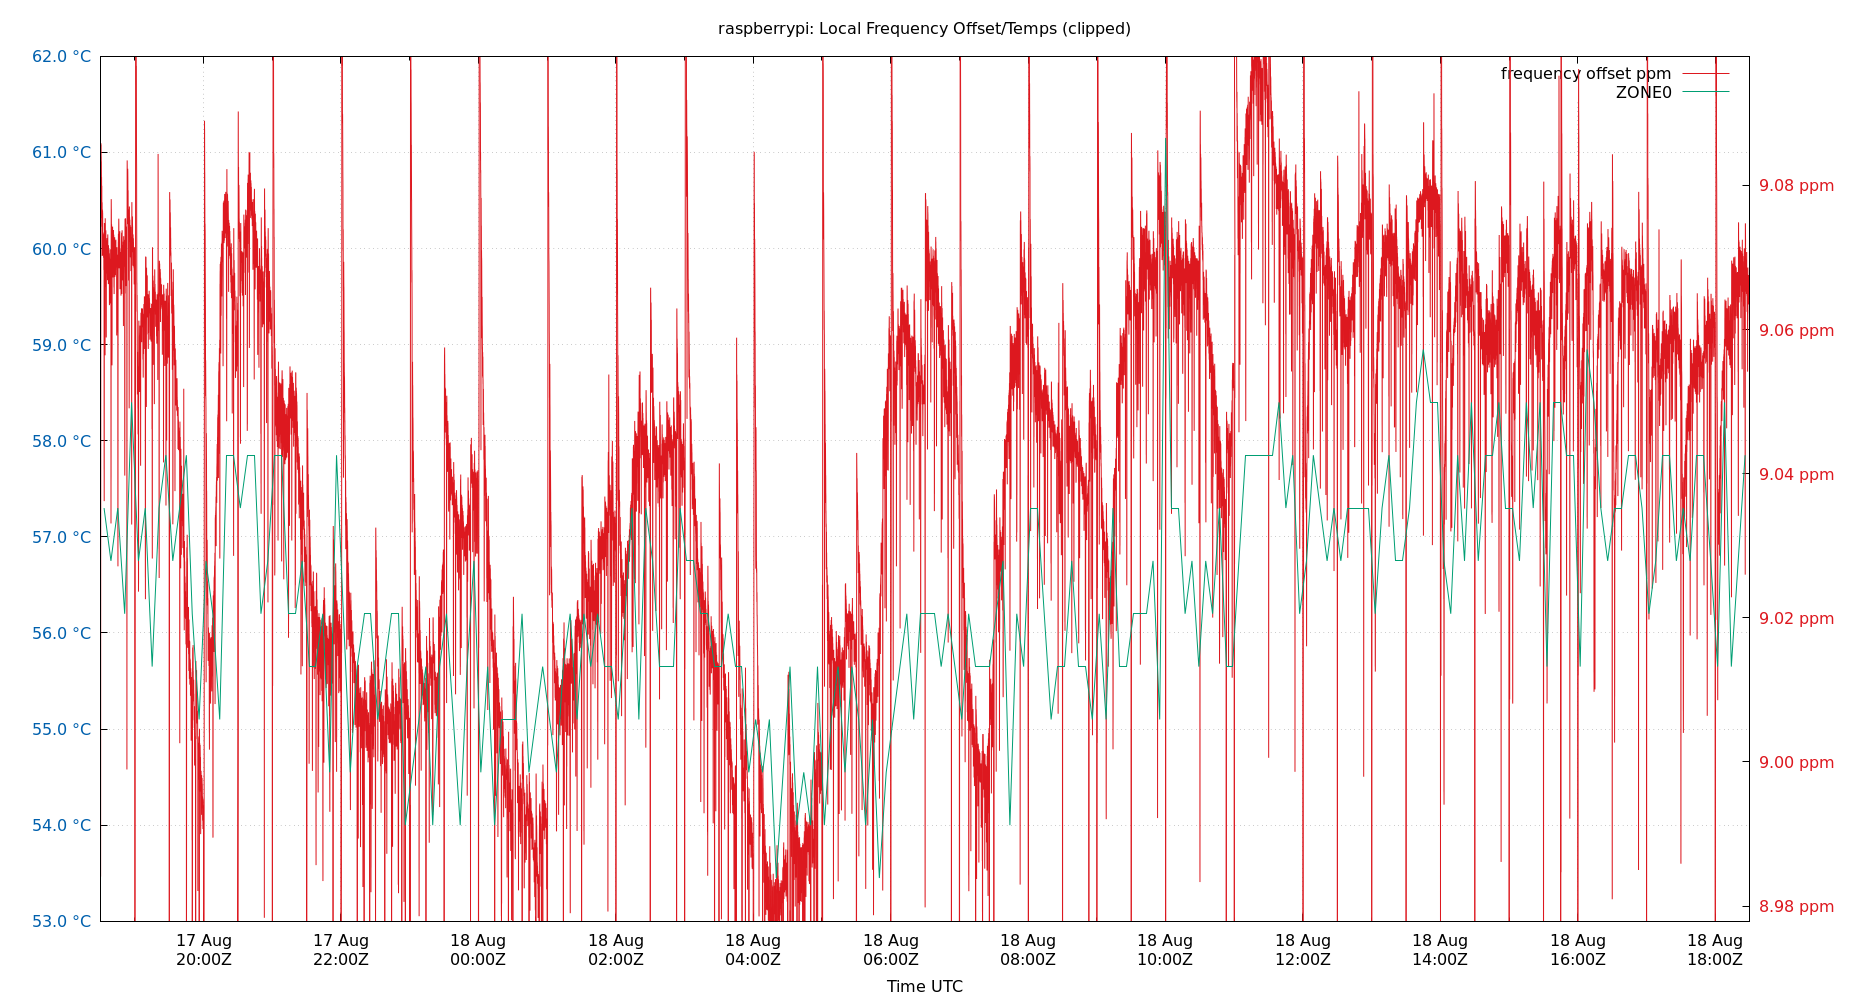 raspberrypi: Local Frequency Offset/Temps (clipped)
62.0 °C
61.0 °C
60.0 °C
59.0 °C
58.0 °C
57.0 °C
56.0 °C
55.0 °C
54.0 °C
53.0 °C
frequency offset ppm
ZONE0
9.08 ppm
9.06 ppm
9.04 ppm
9.02 ppm
9.00 ppm
8.98 ppm
17 Aug 17 Aug 18 Aug 18 Aug 18 Aug 18 Aug 18 Aug 18 Aug 18 Aug 18 Aug 18 Aug 18 Aug
20:00Z 22:00Z 00:00Z 02:00Z 04:00Z 06:00Z 08:00Z 10:00Z 12:00Z 14:00Z 16:00Z 18:00Z
Time UTC